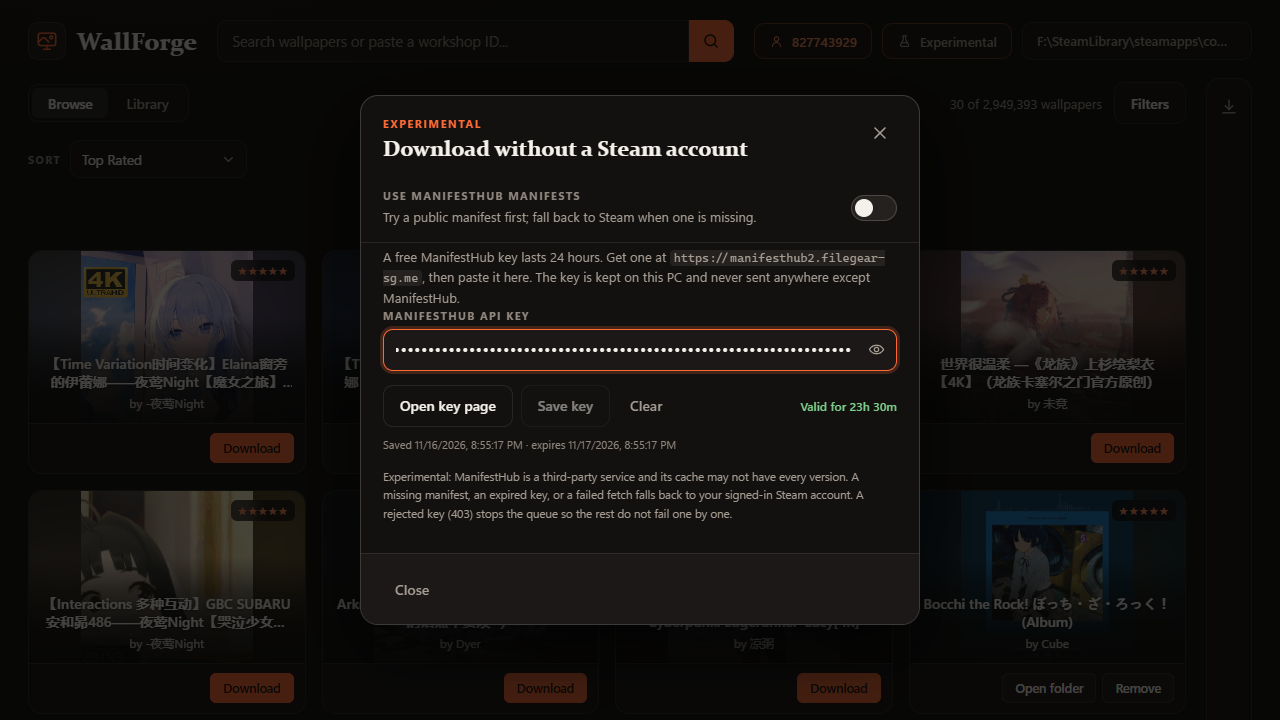 WallForge
Search wallpapers or paste a workshop ID...
827743929
Experimental
F:\SteamLibrary\steamapps\co...
Browse
Library
30 of 2,949,393 wallpapers
Filters
SORT
Top Rated
EXPERIMENTAL
Download without a Steam account
USE MANIFESTHUB MANIFESTS
Try a public manifest first; fall back to Steam when one is missing.
A free ManifestHub key lasts 24 hours. Get one at https://manifesthub2.filegear-
sg.me, then paste it here. The key is kept on this PC and never sent anywhere except
ManifestHub.
MANIFESTHUB API KEY
Open key page
Save key
Clear
Valid for 23h 30m
Saved 11/16/2026, 8:55:17 PM · expires 11/17/2026, 8:55:17 PM
Experimental: ManifestHub is a third-party service and its cache may not have every version. A
missing manifest, an expired key, or a failed fetch falls back to your signed-in Steam account. A
rejected key (403) stops the queue so the rest do not fail one by one.
Close
4K
ULTRA HD
★★★★★
【Time Variation时间变化】Elaina窗旁
的伊蕾娜——夜莺Night【魔女之旅】...
by -夜莺Night
Download
★★★★★
世界很温柔 —《龙族》上杉绘梨衣
【4K】（龙族卡塞尔之门官方原创）
by 未竟
Download
★★★★★
【Interactions 多种互动】GBC SUBARU
安和昴486——夜莺Night【哭泣少女...
by -夜莺Night
Download
by Dyer
Download
by 凉粥
Download
★★★★★
Bocchi the Rock! ぼっち・ざ・ろっく！
(Album)
by Cube
Open folder
Remove